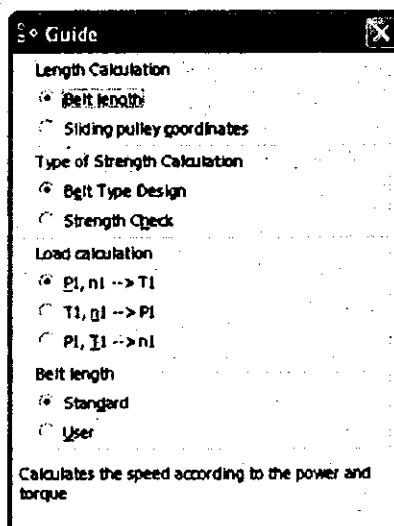 Guide
Length Calculation
Belt length
Sliding pulley coordinates
Type of Strength Calculation
Belt Type Design
Strength Check
Load calculation
P1, n1 --> T1
T1, n1 --> P1
P1, T1 --> n1
Belt length
Standard
User
Calculates the speed according to the power and
torque